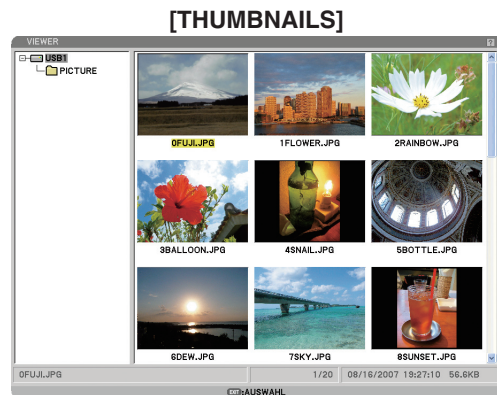 [THUMBNAILS]
VIEWER ?
USB1
PICTURE
0FUJI.JPG 1FLOWER.JPG 2RAINBOW.JPG
3BALLOON.JPG 4SNAIL.JPG 5BOTTLE.JPG
6DEW.JPG 7SKY.JPG 8SUNSET.JPG
0FUJI.JPG 1/20 08/16/2007 19:27:10 56.6KB
EXIT:AUSWAHL